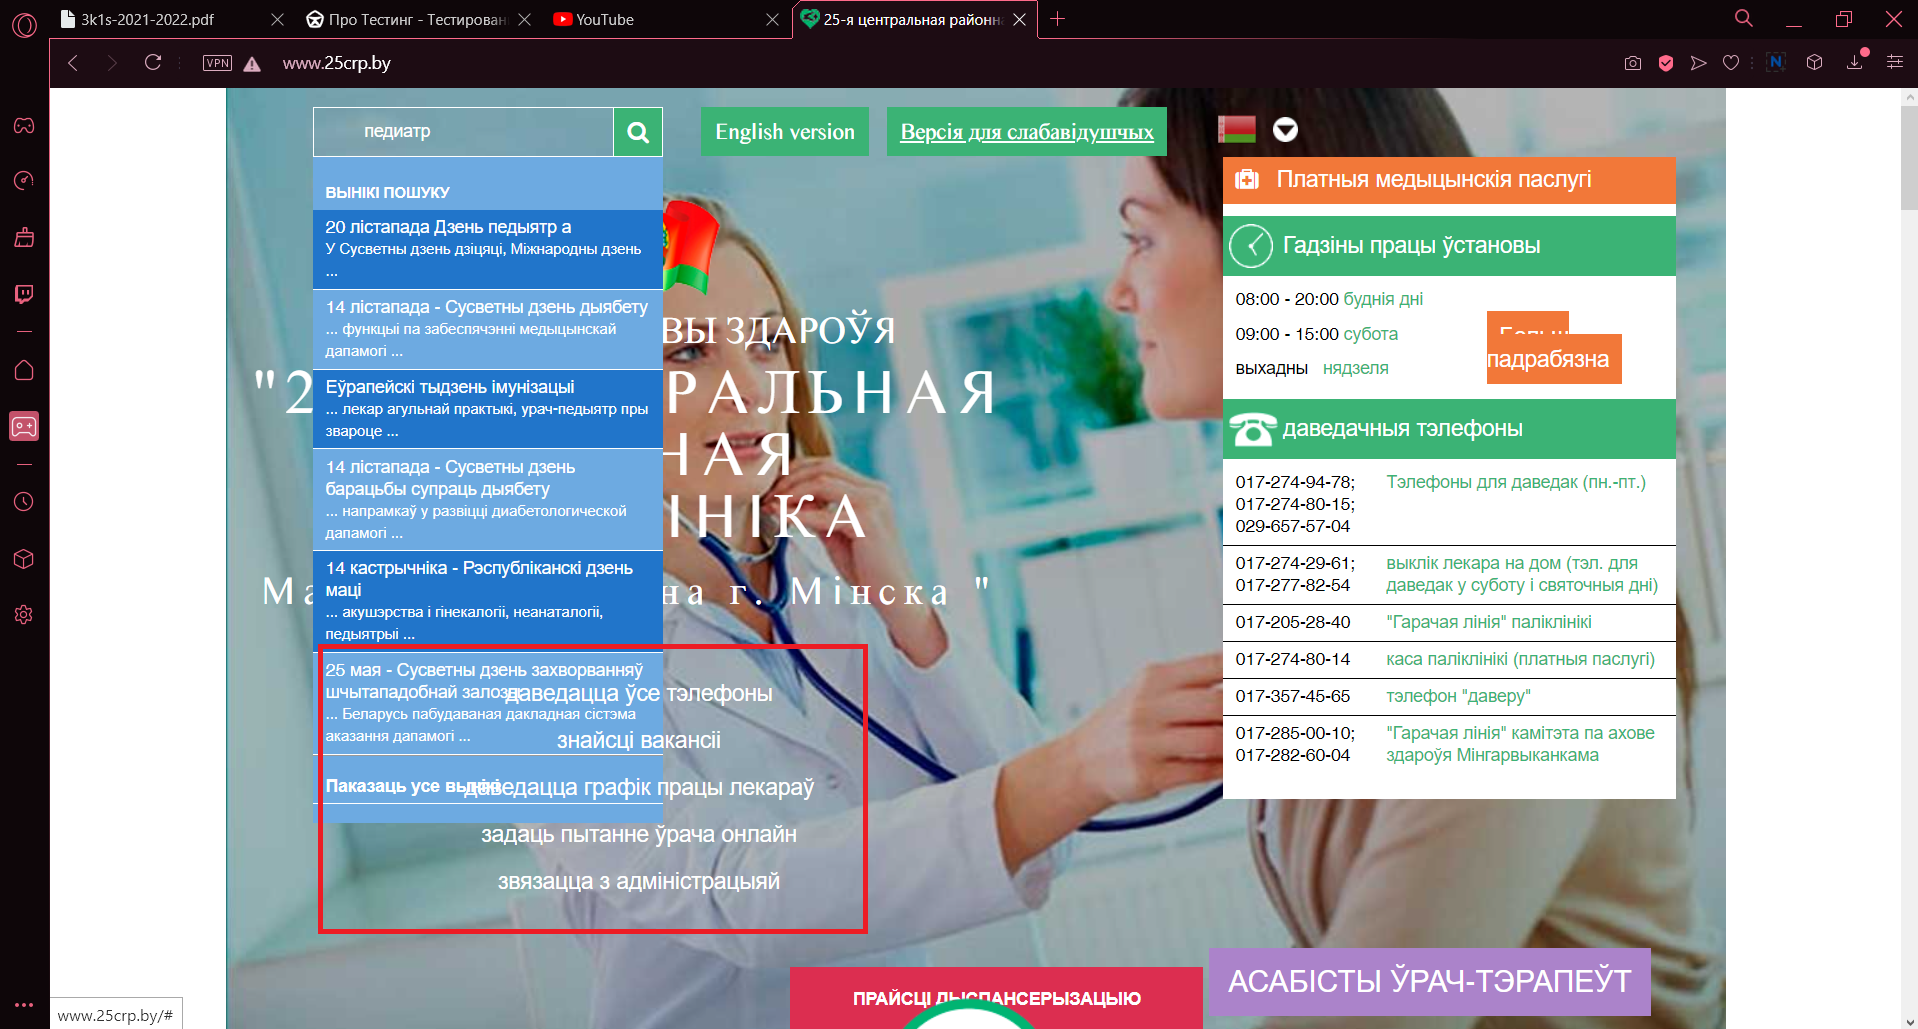 3k1s-2021-2022.pdf
Про Тестинг - Тестирован
YouTube
25-я центральная районн
VPN
www.25crp.by
педиатр
English version
Версія для слабавідушчых
ВЫНІКІ ПОШУКУ
20 лістапада Дзень педыятр а
У Сусветны дзень дзіцяці, Міжнародны дзень
...
14 лістапада - Сусветны дзень дыябету
... функцыі па забеспячэнні медыцынскай
дапамогі ...
Еўрапейскі тыдзень імунізацыі
... лекар агульнай практыкі, урач-педыятр пры
звароце ...
14 лістапада - Сусветны дзень
барацьбы супраць дыябету
... напрамкаў у развіцці диабетологической
дапамогі ...
14 кастрычніка - Рэспубліканскі дзень
маці
... акушэрства і гінекалогіі, неанаталогіі,
педыятрыі ...
25 мая - Сусветны дзень захворванняў
шчытападобнай залозы
... Беларусь пабудаваная дакладная сістэма
аказання дапамогі ...
Паказаць усе вынікі
ВЫ ЗДАРОЎЯ
"2 РАЛЬНАЯ
НАЯ
ІНІКА
Ма на г. Мінска "
даведацца ўсе тэлефоны
знайсці вакансіі
даведацца графік працы лекараў
задаць пытанне ўрача онлайн
звязацца з адміністрацыяй
Платныя медыцынскія паслугі
Гадзіны працы ўстановы
08:00 - 20:00 буднія дні
09:00 - 15:00 субота
выхадны нядзеля
Больш
падрабязна
даведачныя тэлефоны
017-274-94-78; Тэлефоны для даведак (пн.-пт.)
017-274-80-15;
029-657-57-04
017-274-29-61; выклік лекара на дом (тэл. для
017-277-82-54 даведак у суботу і святочныя дні)
017-205-28-40 "Гарачая лінія" паліклінікі
017-274-80-14 каса паліклінікі (платныя паслугі)
017-357-45-65 тэлефон "даверу"
017-285-00-10; "Гарачая лінія" камітэта па ахове
017-282-60-04 здароўя Мінгарвыканкама
ПРАЙСЦІ ДЫСПАНСЕРЫЗАЦЫЮ
АСАБІСТЫ ЎРАЧ-ТЭРАПЕЎТ
www.25crp.by/#